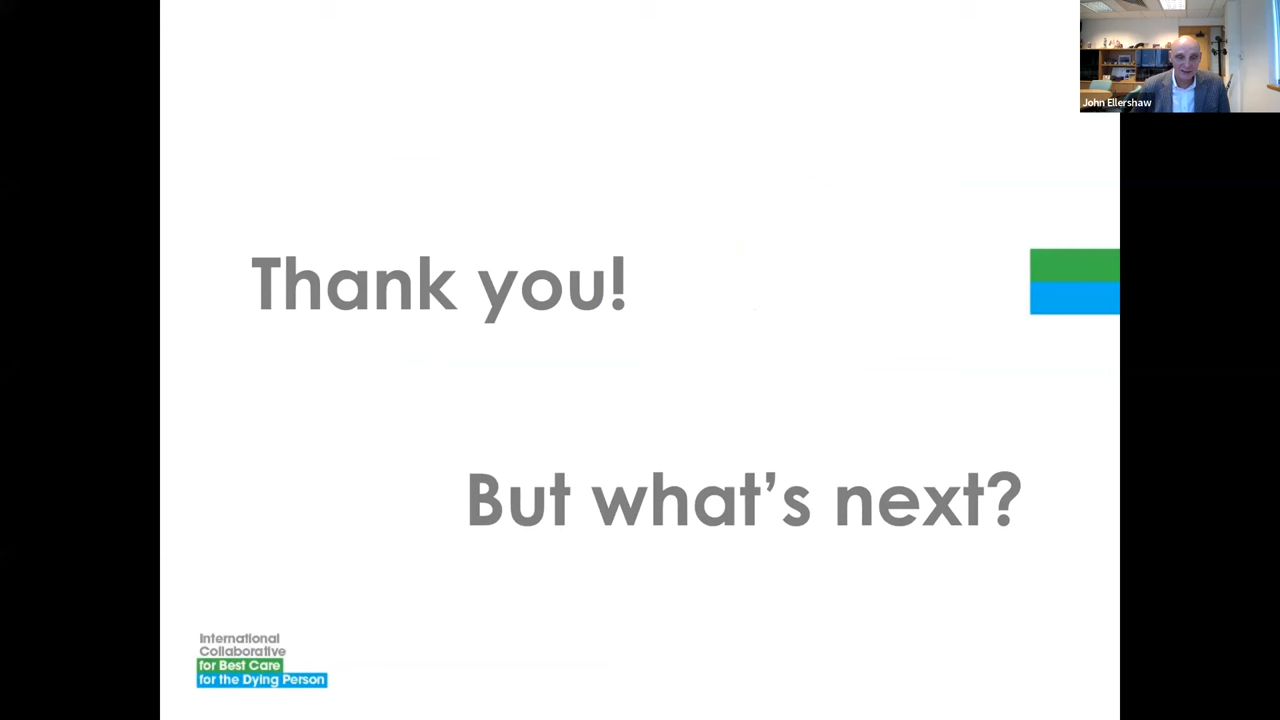 John Ellershaw
Thank you!
But what's next?
International
Collaborative
for Best Care
for the Dying Person